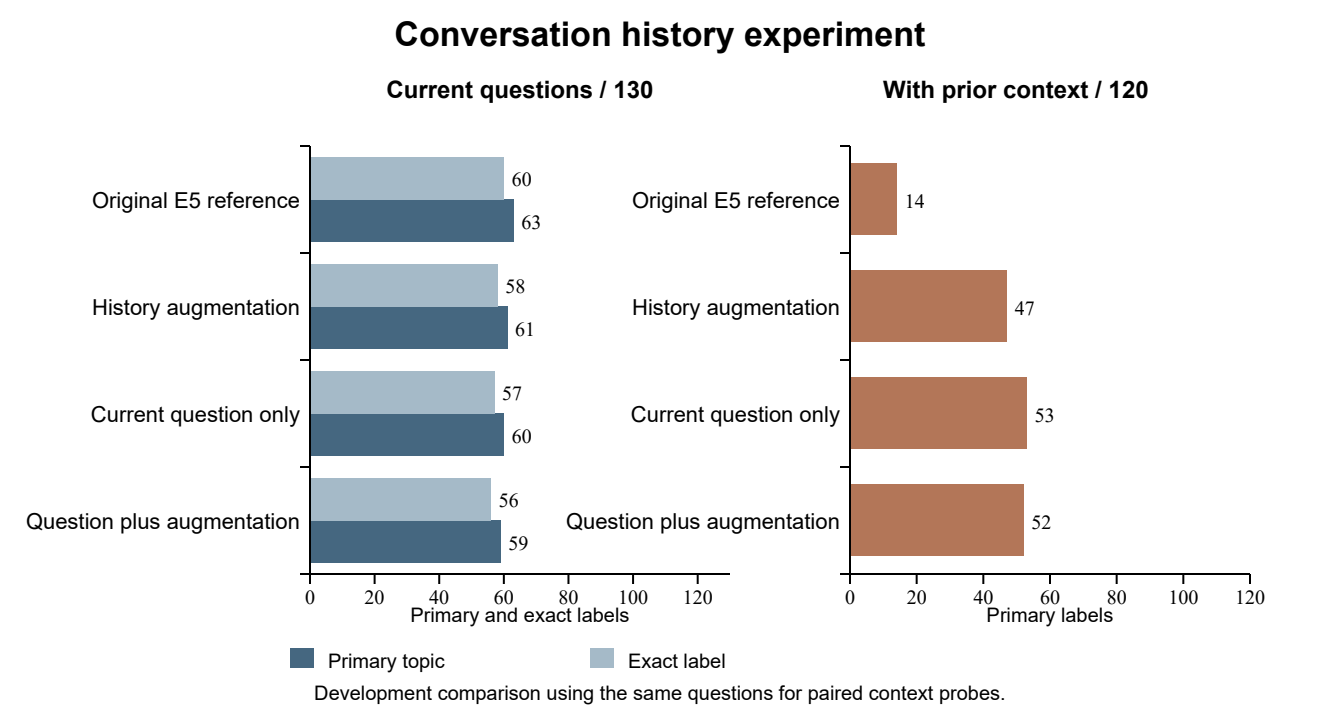 Conversation history experiment
Current questions / 130
With prior context / 120
Original E5 reference
60
63
History augmentation
58
61
Current question only
57
60
Question plus augmentation
56
59
0 20 40 60 80 100 120
Primary and exact labels
Original E5 reference
14
History augmentation
47
Current question only
53
Question plus augmentation
52
0 20 40 60 80 100 120
Primary labels
Primary topic
Exact label
Development comparison using the same questions for paired context probes.